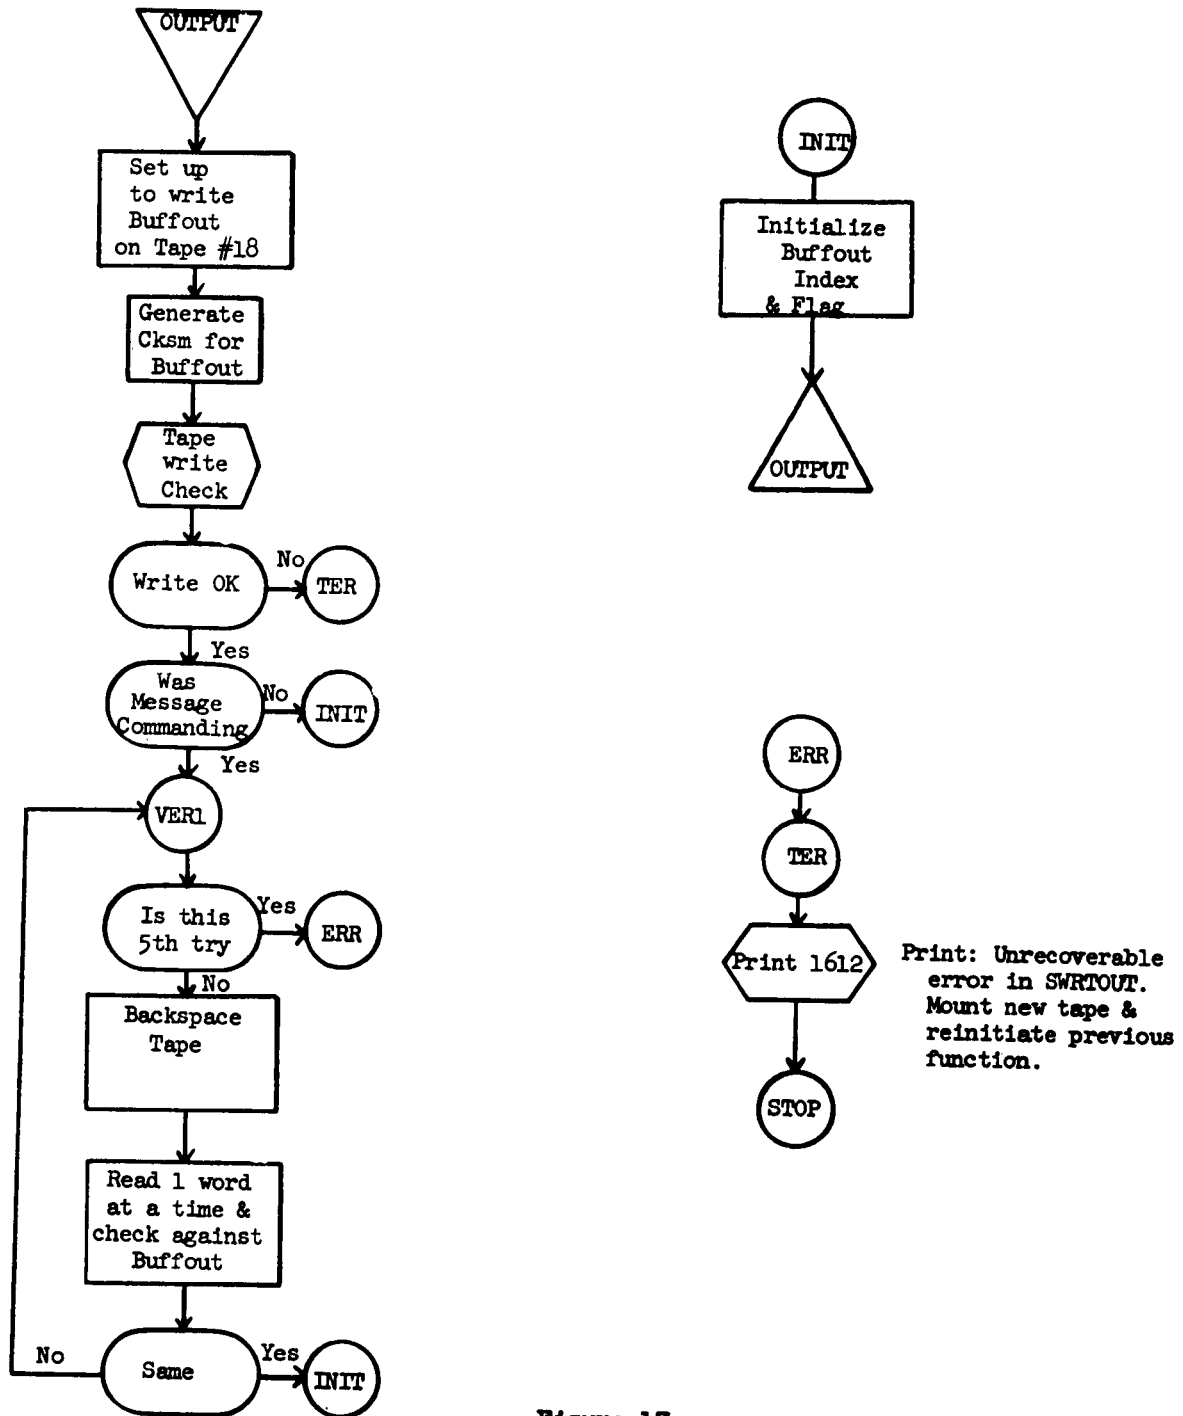 OUTPUT
Set up
to write
Buffout
on Tape #18
Generate
Cksm for
Buffout
Tape
write
Check
Write OK
No
TER
Yes
Was
Message
Commanding
No
INIT
Yes
VER1
Is this
5th try
Yes
ERR
No
Backspace
Tape
Read 1 word
at a time &
check against
Buffout
Same
No
Yes
INIT
INIT
Initialize
Buffout
Index
& Flag
OUTPUT
ERR
TER
Print 1612
Print: Unrecoverable
error in SWRTOUT.
Mount new tape &
reinitiate previous
function.
STOP